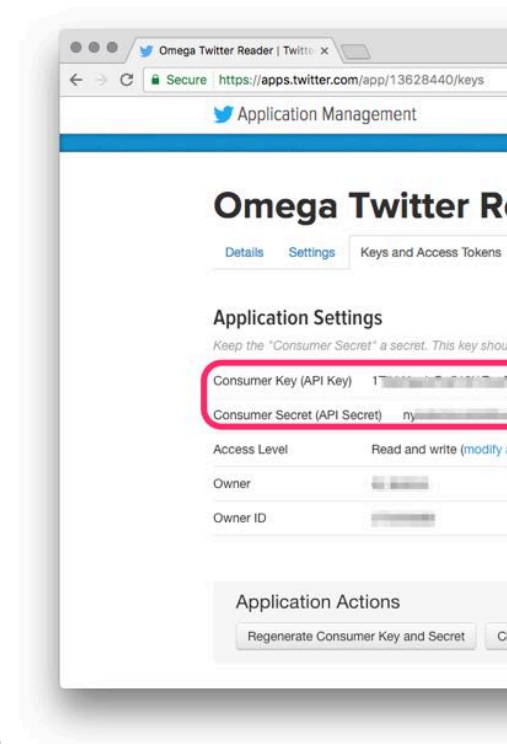 Omega Twitter Reader | Twitte
Secure https://apps.twitter.com/app/13628440/keys
Application Management
Omega Twitter Re
Details Settings Keys and Access Tokens
Application Settings
Keep the "Consumer Secret" a secret. This key shou
Consumer Key (API Key)
Consumer Secret (API Secret) ny
Access Level Read and write (modify
Owner
Owner ID
Application Actions
Regenerate Consumer Key and Secret C